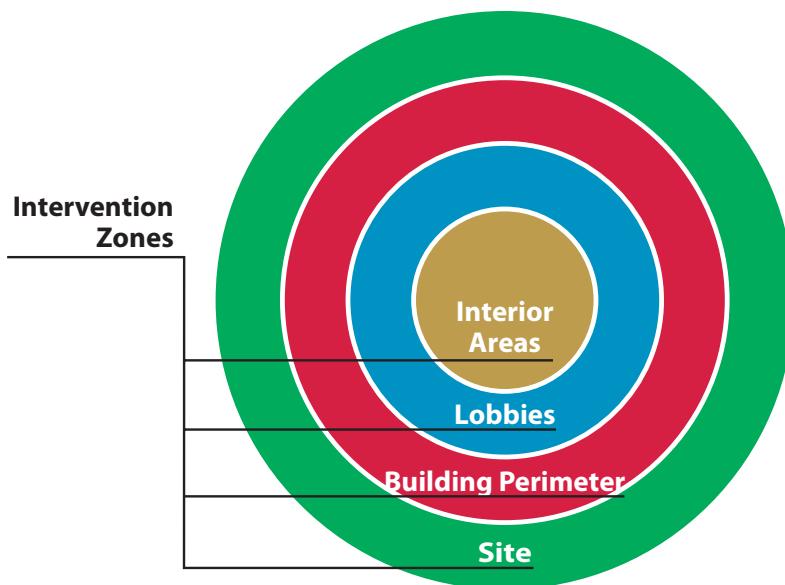 Intervention
Zones
Interior
Areas
Lobbies
Building Perimeter
Site